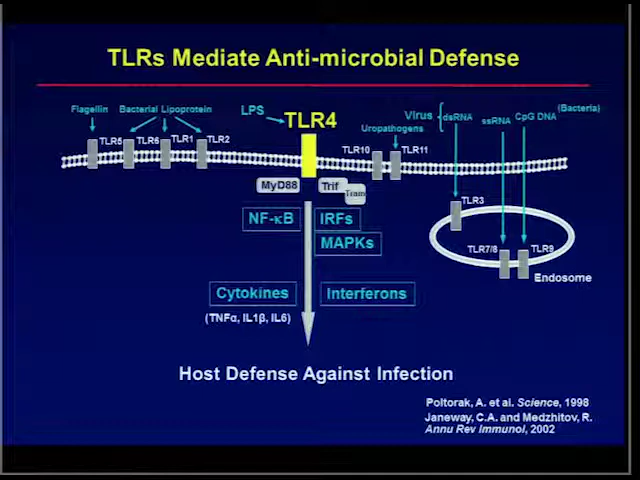 TLRs Mediate Anti-microbial Defense
Flagellin
Bacterial Lipoprotein
LPS
TLR4
Virus
dsRNA
ssRNA
CpG DNA
(Bacteria)
Uropathogens
TLR5
TLR6
TLR1
TLR2
TLR10
TLR11
MyD88
Trif
Tram
TLR3
NF-κB
IRFs
MAPKs
TLR7/8
TLR9
Endosome
Cytokines
Interferons
(TNFα, IL1β, IL6)
Host Defense Against Infection
Poltorak, A. et al. Science, 1998
Janeway, C.A. and Medzhitov, R.
Annu Rev Immunol, 2002